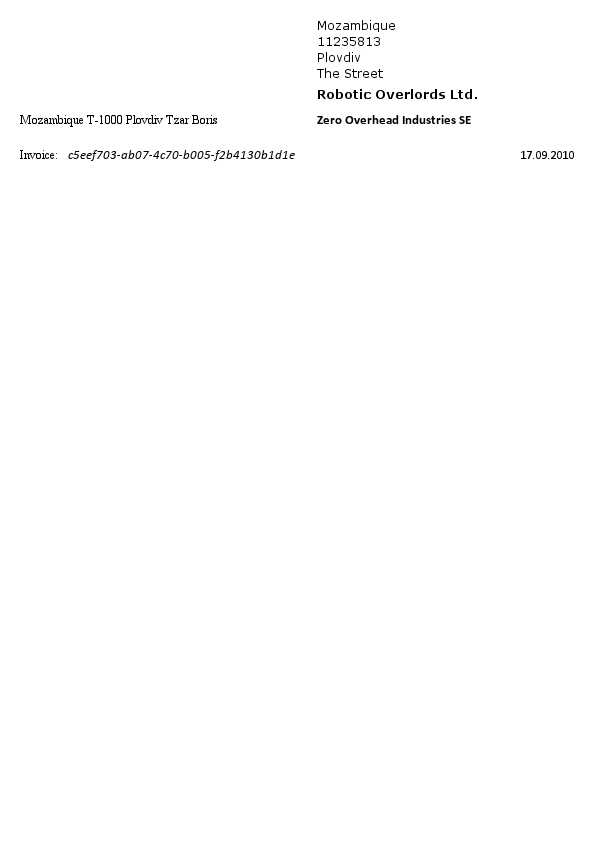 Mozambique
11235813
Plovdiv
The Street
Robotic Overlords Ltd.
Mozambique T-1000 Plovdiv Tzar Boris
Zero Overhead Industries SE
Invoice: c5eef703-ab07-4c70-b005-f2b4130b1d1e
17.09.2010